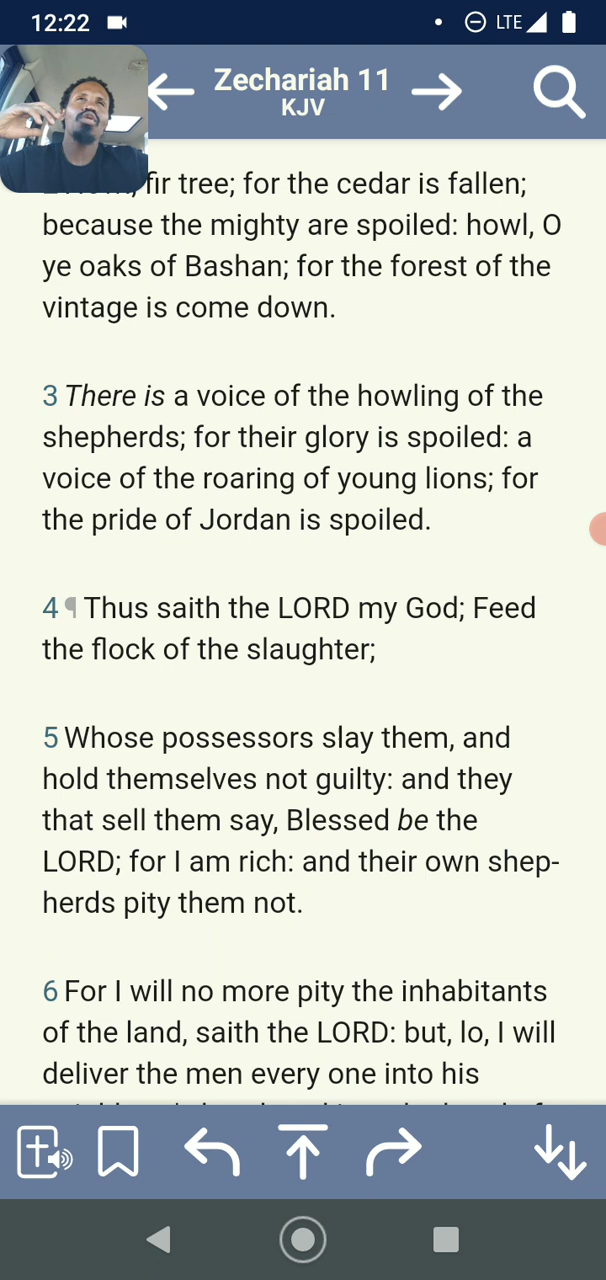 12:22 LTE
Zechariah 11
KJV
fir tree; for the cedar is fallen;
because the mighty are spoiled: howl, O
ye oaks of Bashan; for the forest of the
vintage is come down.
3 There is a voice of the howling of the
shepherds; for their glory is spoiled: a
voice of the roaring of young lions; for
the pride of Jordan is spoiled.
4 ¶ Thus saith the LORD my God; Feed
the flock of the slaughter;
5 Whose possessors slay them, and
hold themselves not guilty: and they
that sell them say, Blessed be the
LORD; for I am rich: and their own shep-
herds pity them not.
6 For I will no more pity the inhabitants
of the land, saith the LORD: but, lo, I will
deliver the men every one into his